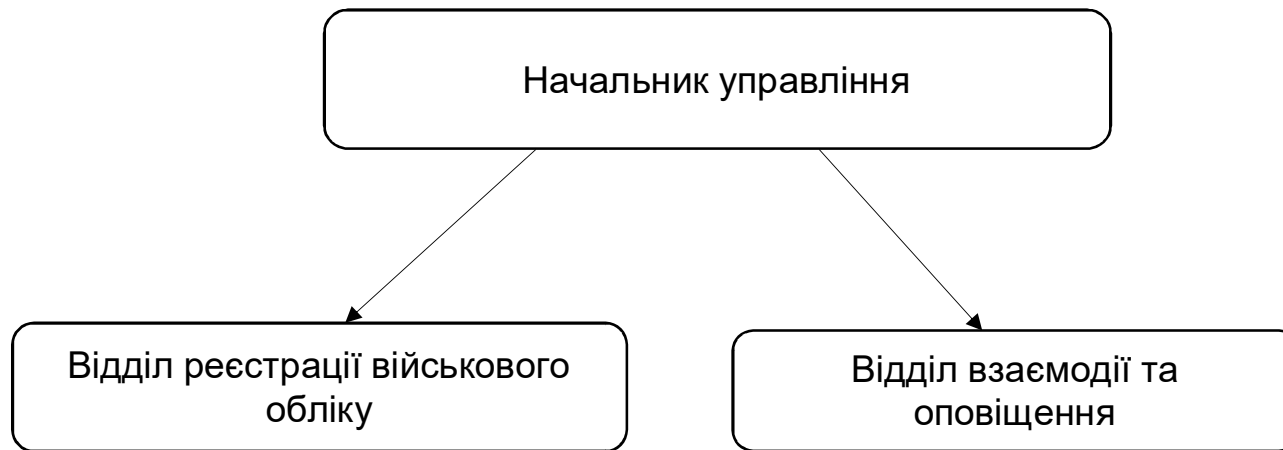 Начальник управління
Відділ реєстрації військового
обліку
Відділ взаємодії та
оповіщення